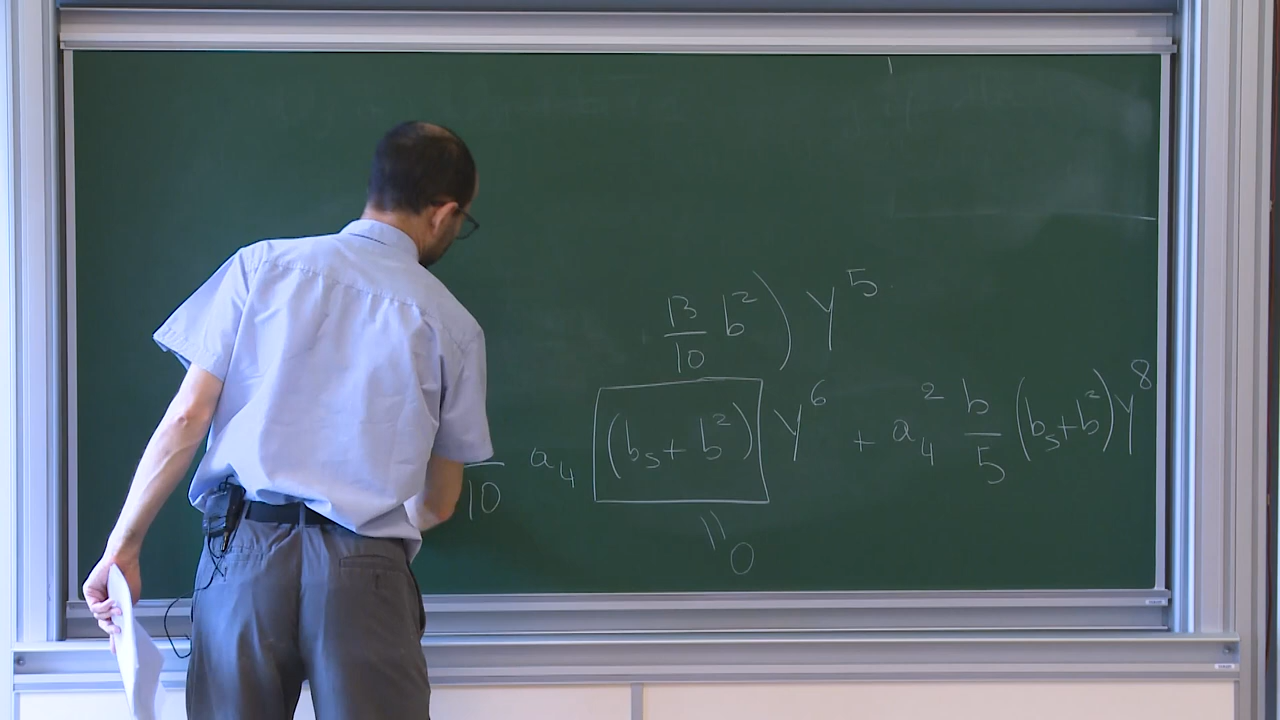 13/10 b²) y⁵
/10 a₄ (b₅ + b²) y⁶ + a₄² b/5 (b₅ + b²) y⁸
" 0